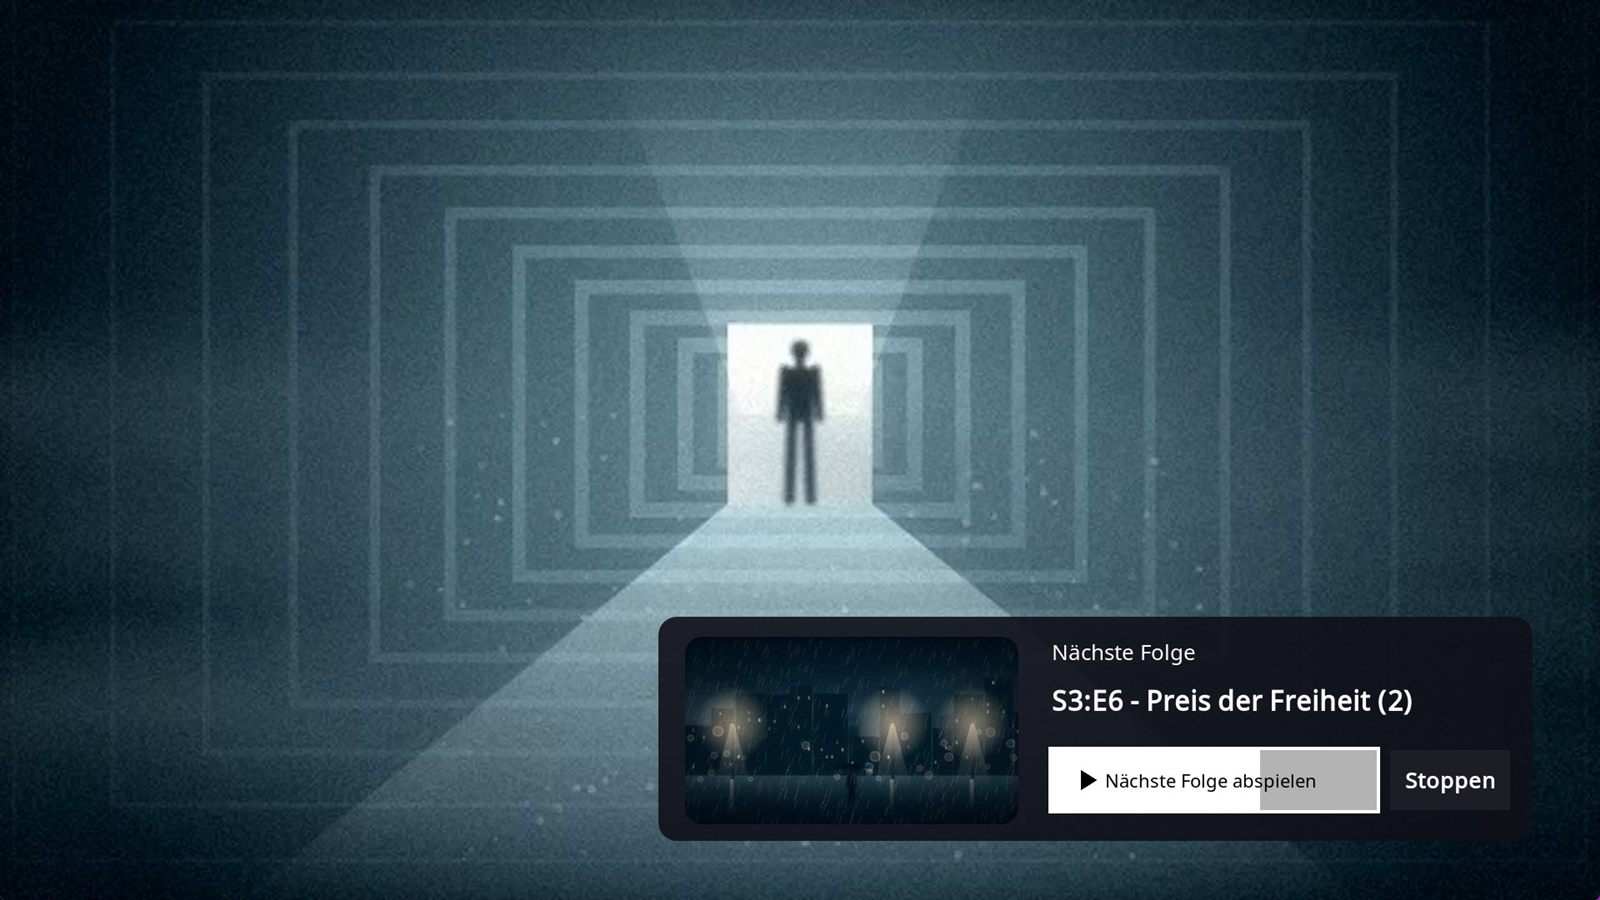 Nächste Folge
S3:E6 - Preis der Freiheit (2)
Nächste Folge abspielen
Stoppen